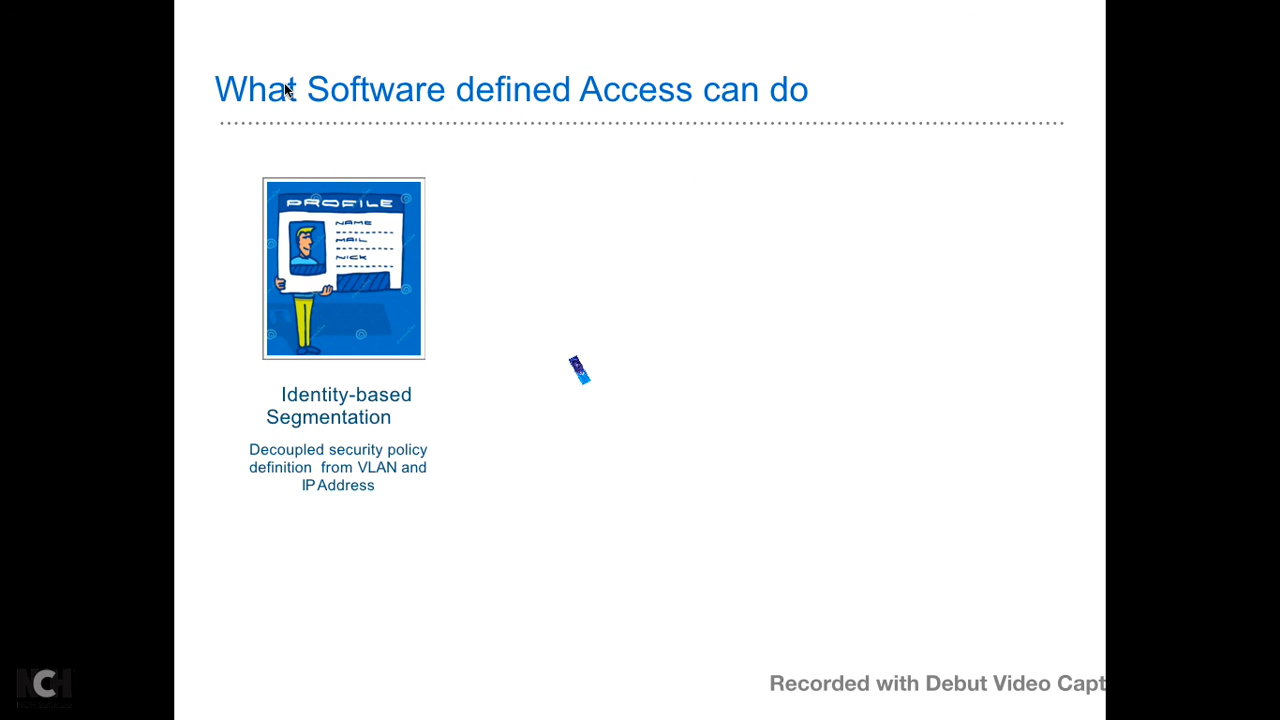 What Software defined Access can do
PROFILE
NAME
MAIL
NICK
Identity-based
Segmentation
Decoupled security policy
definition from VLAN and
IP Address
NCH
Recorded with Debut Video Capt